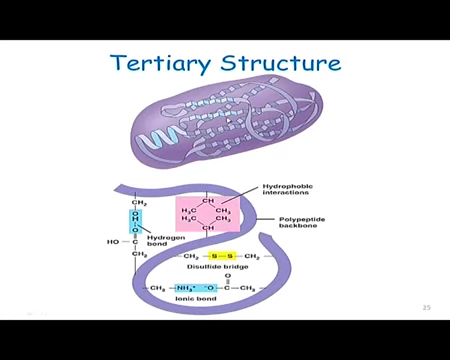 Tertiary Structure
Hydrophobic
interactions
Polypeptide
backbone
CH₂
O
H
O
HO C
CH₂
Hydrogen
bond
CH
H₃C CH₃
H₃C CH₃
CH
CH₂ S S CH₂
Disulfide bridge
O
CH₂ NH₃⁺ ⁻O C CH₂
Ionic bond
25